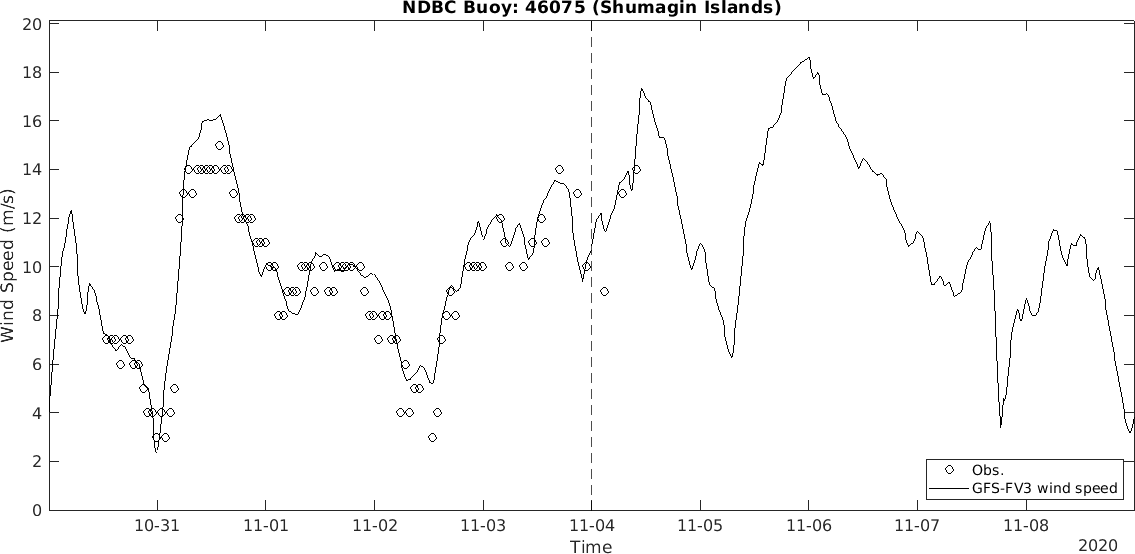 NDBC Buoy: 46075 (Shumagin Islands)
20
18
16
14
12
10
8
6
4
2
0
Wind Speed (m/s)
Obs.
GFS-FV3 wind speed
10-31 11-01 11-02 11-03 11-04 11-05 11-06 11-07 11-08
Time
2020